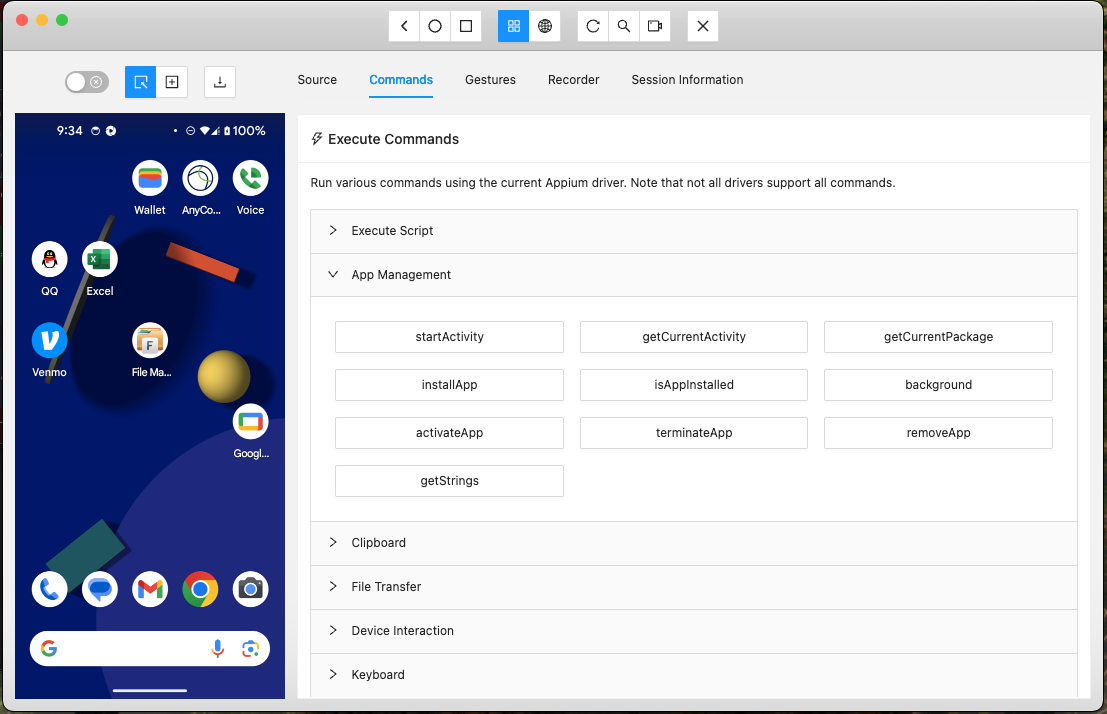 Source Commands Gestures Recorder Session Information
9:34 100%
Wallet AnyCo... Voice
QQ Excel
Venmo File Ma...
Googl...
Execute Commands
Run various commands using the current Appium driver. Note that not all drivers support all commands.
Execute Script
App Management
startActivity getCurrentActivity getCurrentPackage
installApp isAppInstalled background
activateApp terminateApp removeApp
getStrings
Clipboard
File Transfer
Device Interaction
Keyboard